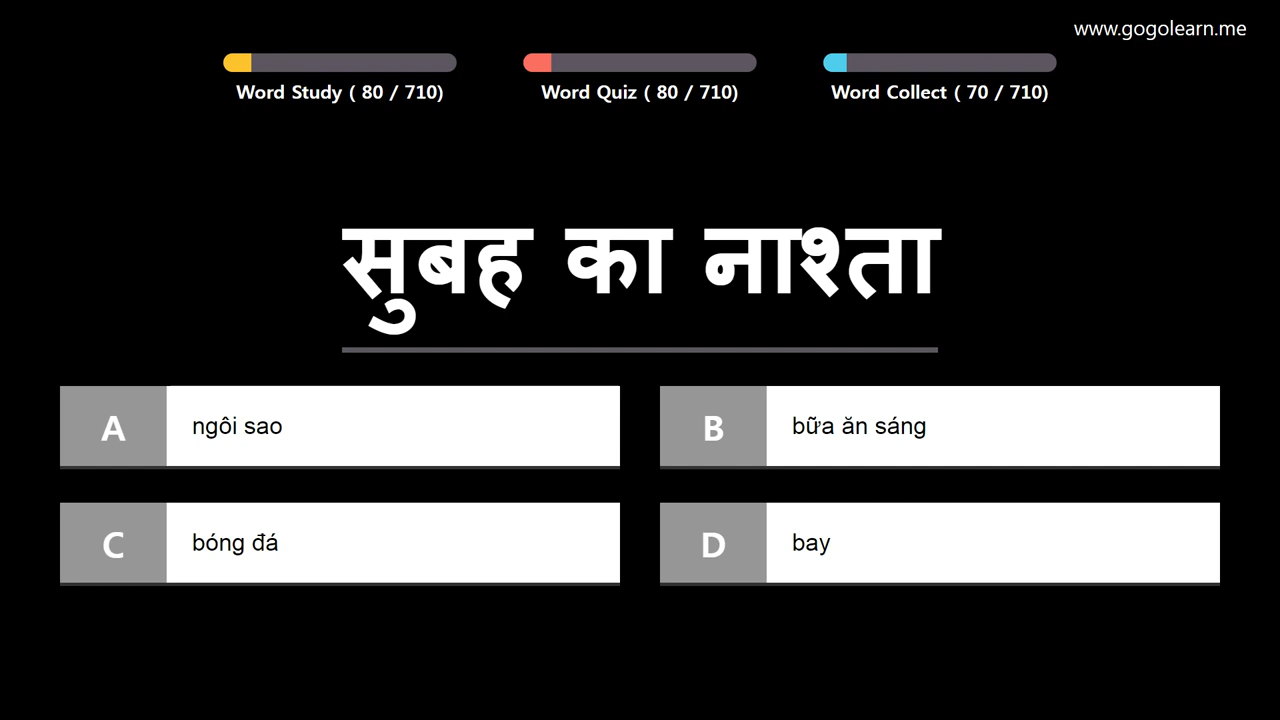 www.gogolearn.me
Word Study ( 80 / 710)
Word Quiz ( 80 / 710)
Word Collect ( 70 / 710)
सुबह का नाश्ता
A
ngôi sao
B
bữa ăn sáng
C
bóng đá
D
bay